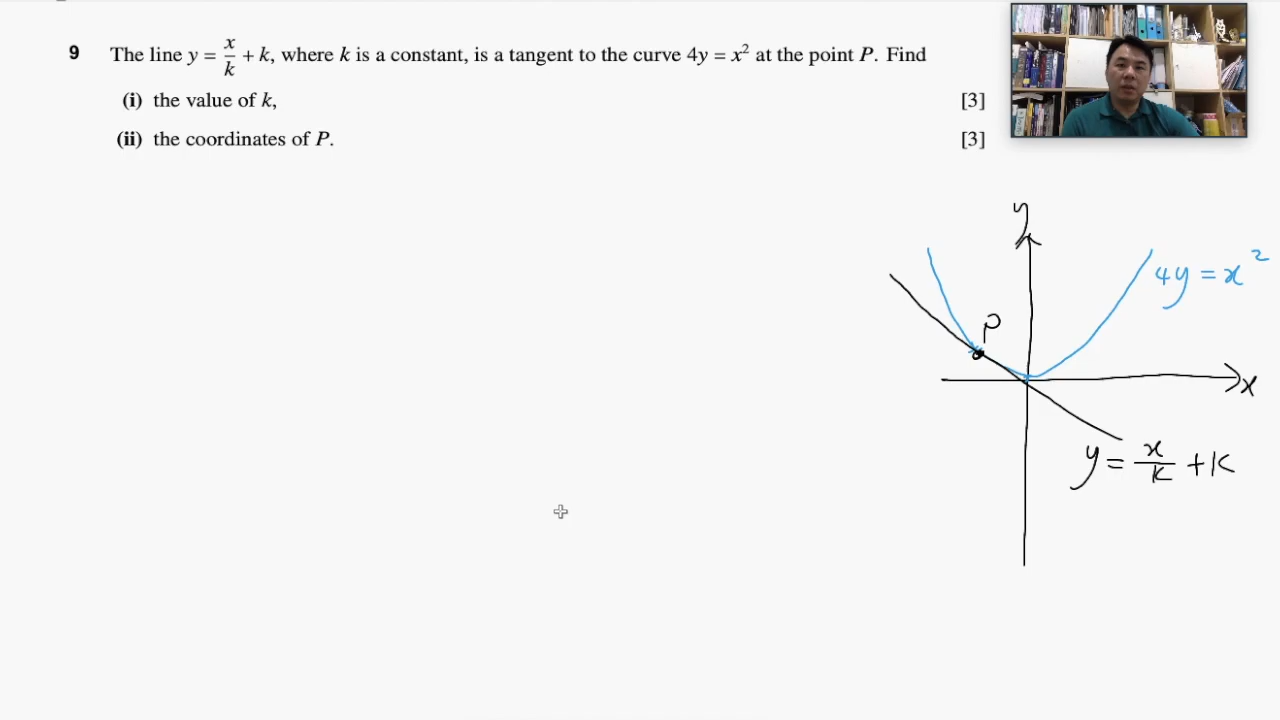 9 The line y = x/k + k, where k is a constant, is a tangent to the curve 4y = x² at the point P. Find
(i) the value of k, [3]
(ii) the coordinates of P. [3]
y
4y = x²
P
x
y = x/k + k